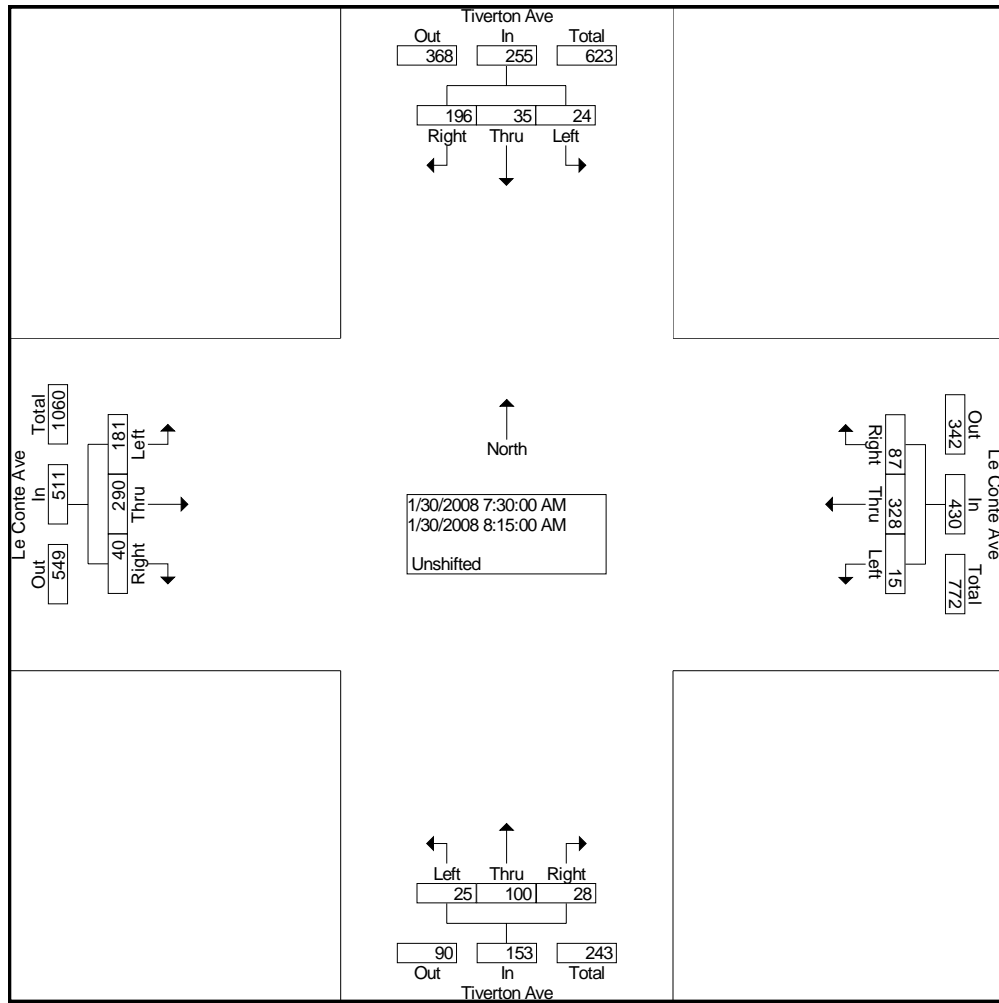 Tiverton Ave
Out In Total
368 255 623
196 35 24
Right Thru Left
Le Conte Ave
Total In Out
1060 511 549
181 290 40
Left Thru Right
North
1/30/2008 7:30:00 AM
1/30/2008 8:15:00 AM
Unshifted
Le Conte Ave
Out In Total
342 430 772
87 328 15
Right Thru Left
Left Thru Right
25 100 28
90 153 243
Out In Total
Tiverton Ave